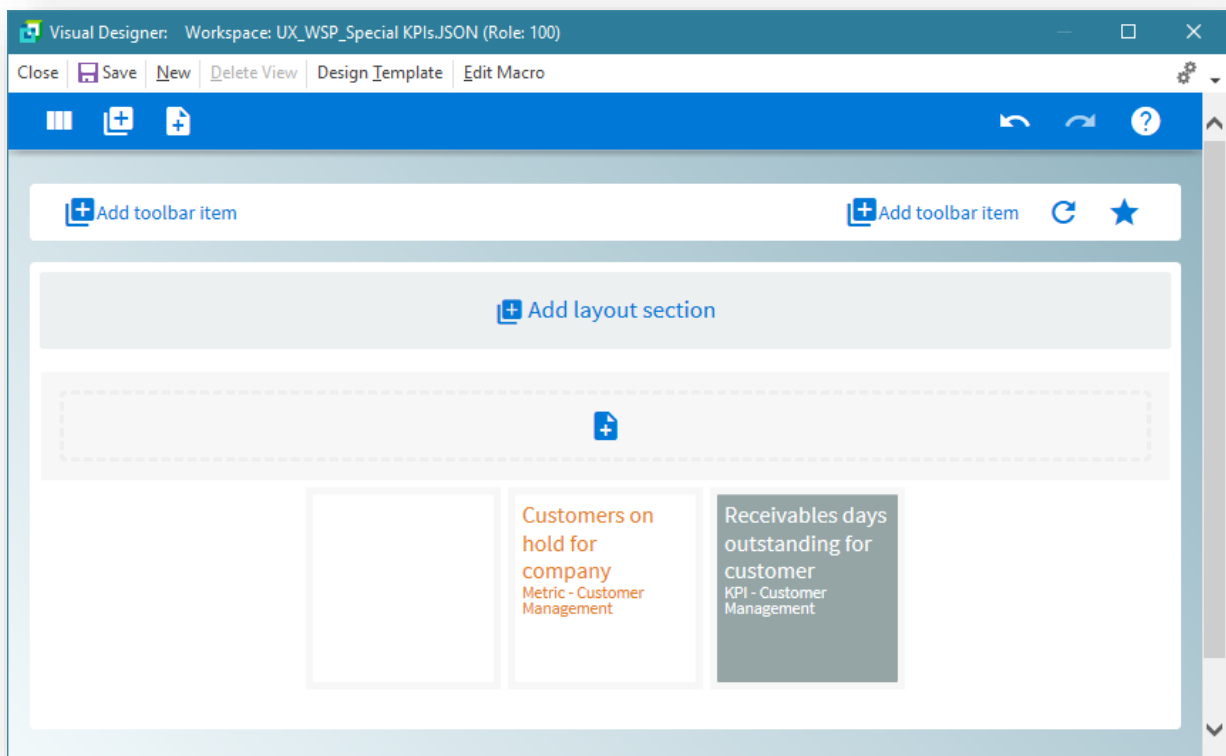 Visual Designer: Workspace: UX_WSP_Special KPIs.JSON (Role: 100)
Close Save New Delete View Design Template Edit Macro
Add toolbar item Add toolbar item
Add layout section
Customers on
hold for
company
Metric - Customer
Management
Receivables days
outstanding for
customer
KPI - Customer
Management